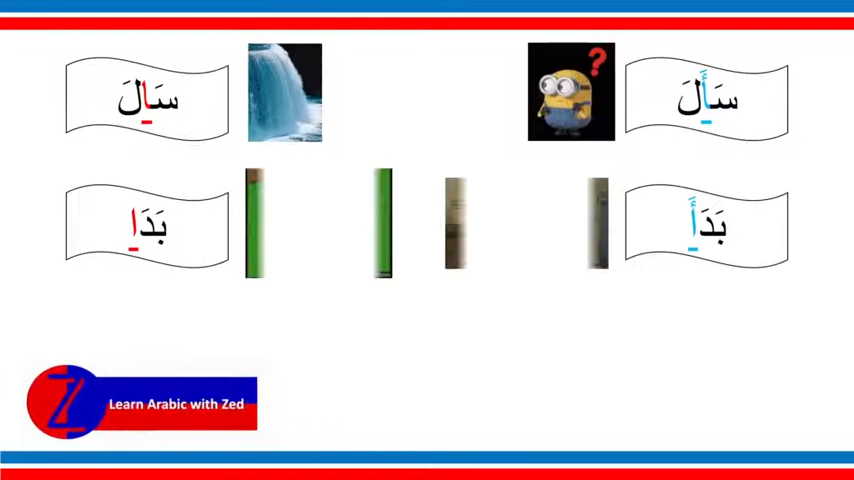 سَأَلَ
سَالَ
?
بَدَأَ
بَدَا
Z
Learn Arabic with Zed